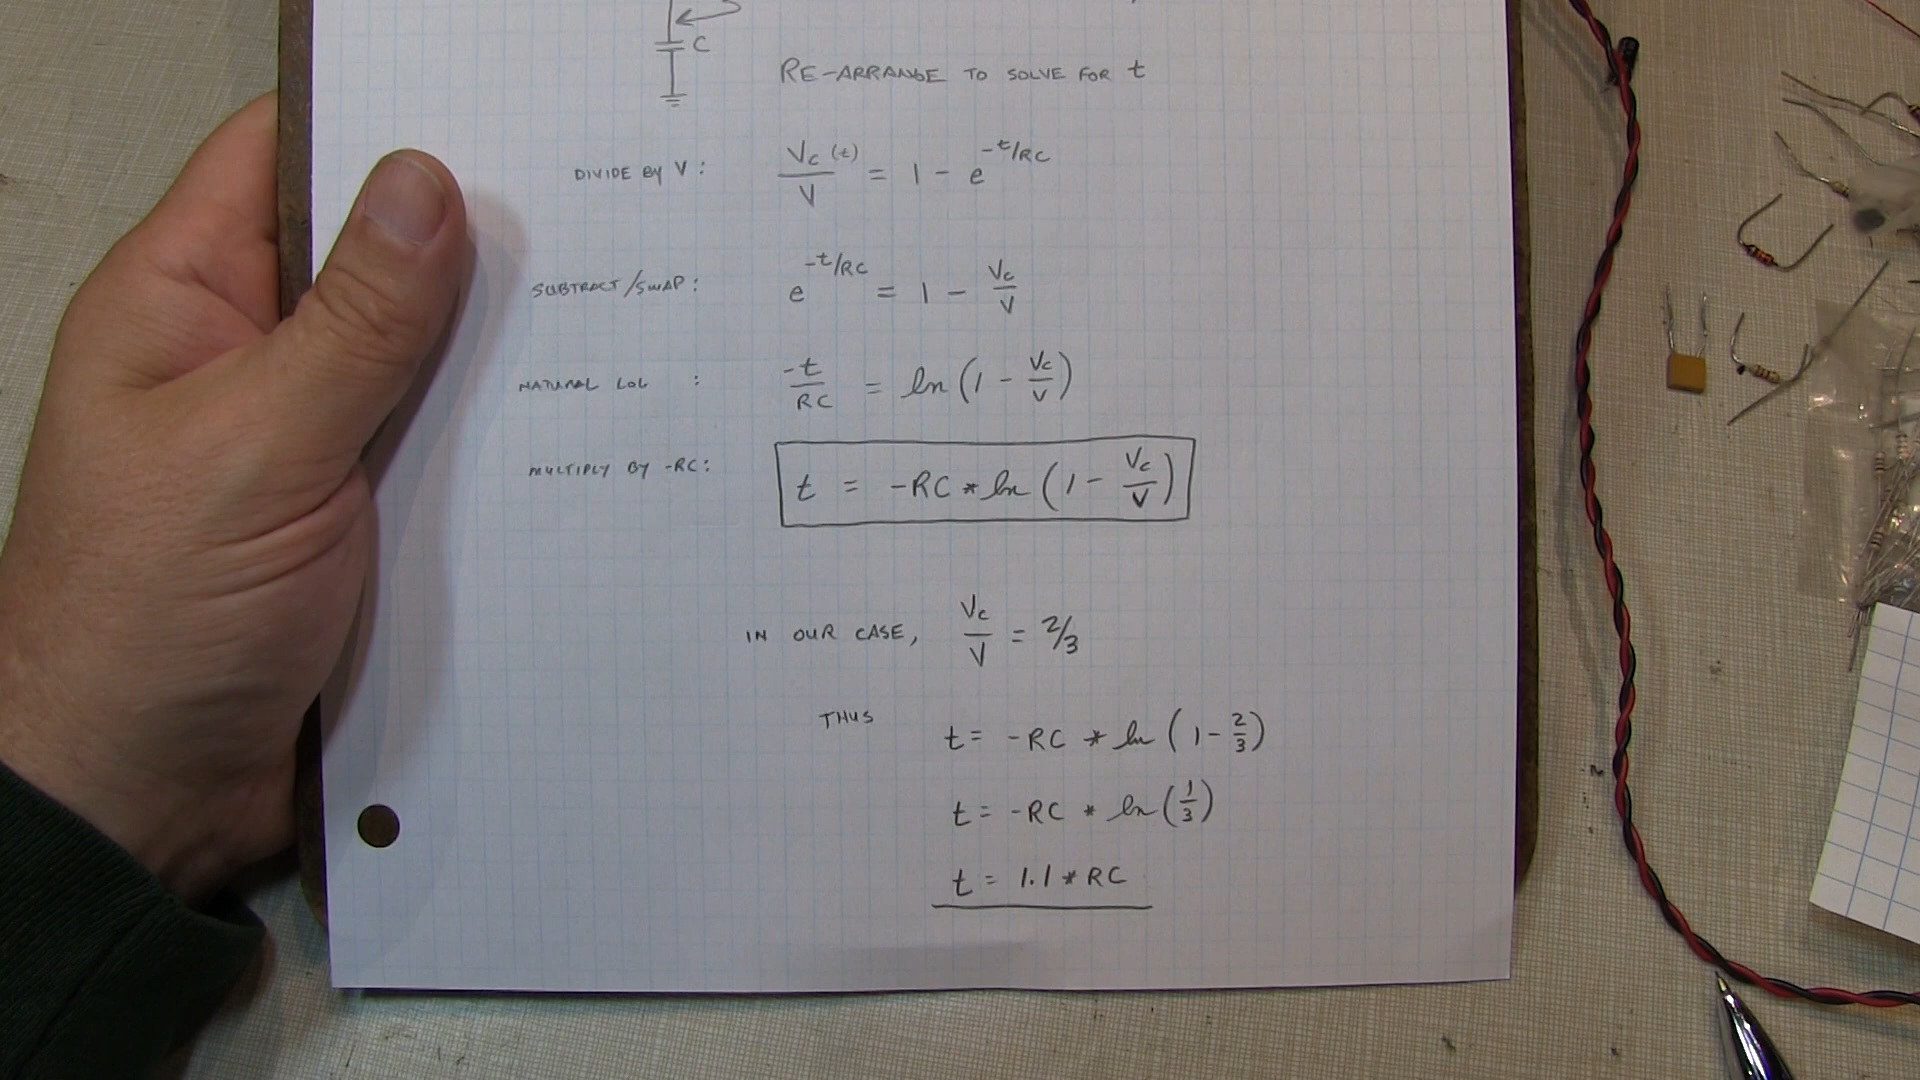 C
RE-ARRANGE TO SOLVE FOR t
DIVIDE BY V: Vc(t)/V = 1 - e^-t/RC
SUBTRACT/SWAP: e^-t/RC = 1 - Vc/V
NATURAL LOG : -t/RC = ln(1 - Vc/V)
MULTIPLY BY -RC: t = -RC * ln(1 - Vc/V)
IN OUR CASE, Vc/V = 2/3
THUS t = -RC * ln(1 - 2/3)
t = -RC * ln(1/3)
t = 1.1 * RC